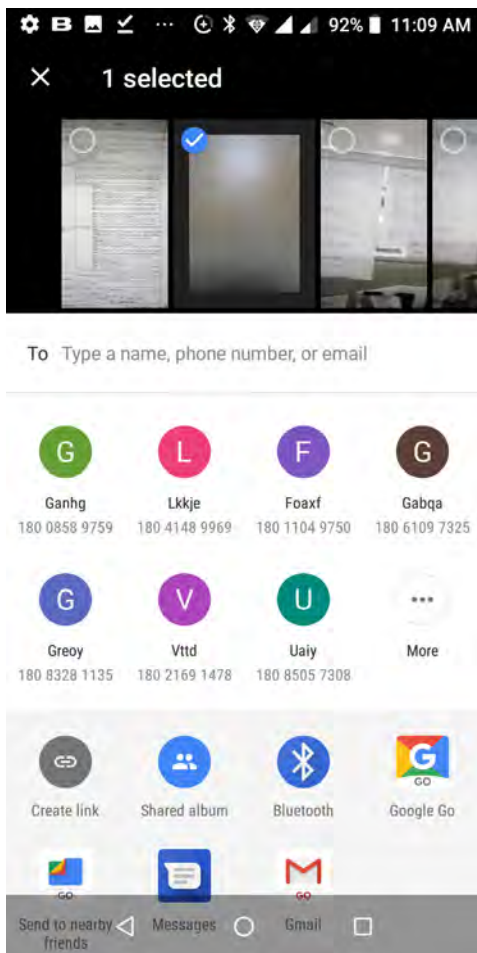 92% 11:09 AM
1 selected
To Type a name, phone number, or email
G L F G
Ganhg Lkkje Foaxf Gabqa
180 0858 9759 180 4148 9969 180 1104 9750 180 6109 7325
G V U
Greoy Vttd Uaiy More
180 8328 1135 180 2169 1478 180 8505 7308
G
GO
Create link Shared album Bluetooth Google Go
GO GO
Send to nearby friends Messages Gmail